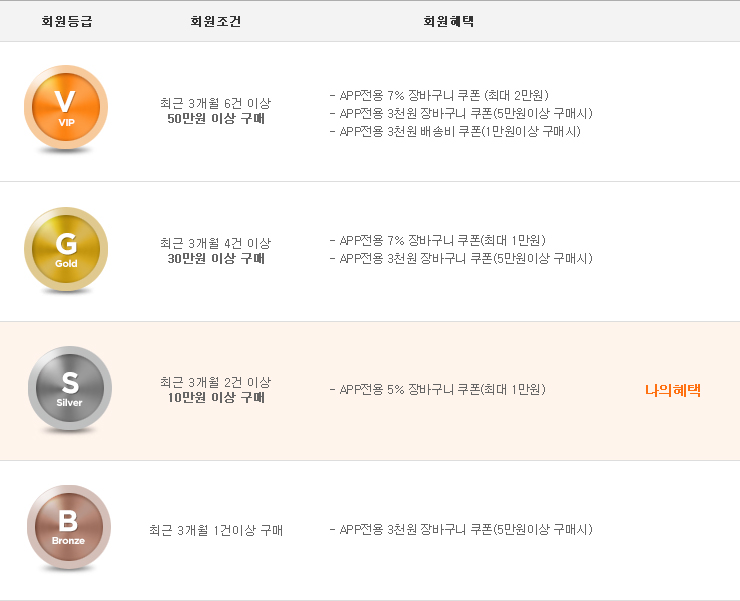 회원등급 회원조건 회원혜택
V
VIP
최근 3개월 6건 이상
50만원 이상 구매
- APP전용 7% 장바구니 쿠폰 (최대 2만원)
- APP전용 3천원 장바구니 쿠폰(5만원이상 구매시)
- APP전용 3천원 배송비 쿠폰(1만원이상 구매시)
G
Gold
최근 3개월 4건 이상
30만원 이상 구매
- APP전용 7% 장바구니 쿠폰(최대 1만원)
- APP전용 3천원 장바구니 쿠폰(5만원이상 구매시)
S
Silver
최근 3개월 2건 이상
10만원 이상 구매
- APP전용 5% 장바구니 쿠폰(최대 1만원)
나의혜택
B
Bronze
최근 3개월 1건이상 구매
- APP전용 3천원 장바구니 쿠폰(5만원이상 구매시)